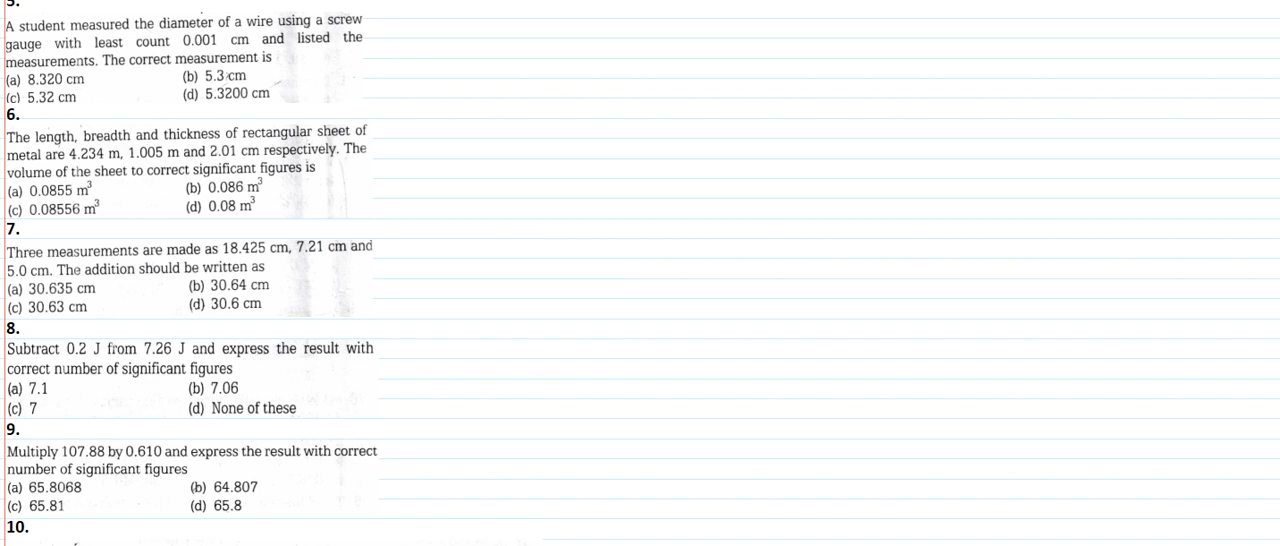 5.
A student measured the diameter of a wire using a screw
gauge with least count 0.001 cm and listed the
measurements. The correct measurement is
(a) 8.320 cm (b) 5.3 cm
(c) 5.32 cm (d) 5.3200 cm
6.
The length, breadth and thickness of rectangular sheet of
metal are 4.234 m, 1.005 m and 2.01 cm respectively. The
volume of the sheet to correct significant figures is
(a) 0.0855 m³ (b) 0.086 m³
(c) 0.08556 m³ (d) 0.08 m³
7.
Three measurements are made as 18.425 cm, 7.21 cm and
5.0 cm. The addition should be written as
(a) 30.635 cm (b) 30.64 cm
(c) 30.63 cm (d) 30.6 cm
8.
Subtract 0.2 J from 7.26 J and express the result with
correct number of significant figures
(a) 7.1 (b) 7.06
(c) 7 (d) None of these
9.
Multiply 107.88 by 0.610 and express the result with correct
number of significant figures
(a) 65.8068 (b) 64.807
(c) 65.81 (d) 65.8
10.